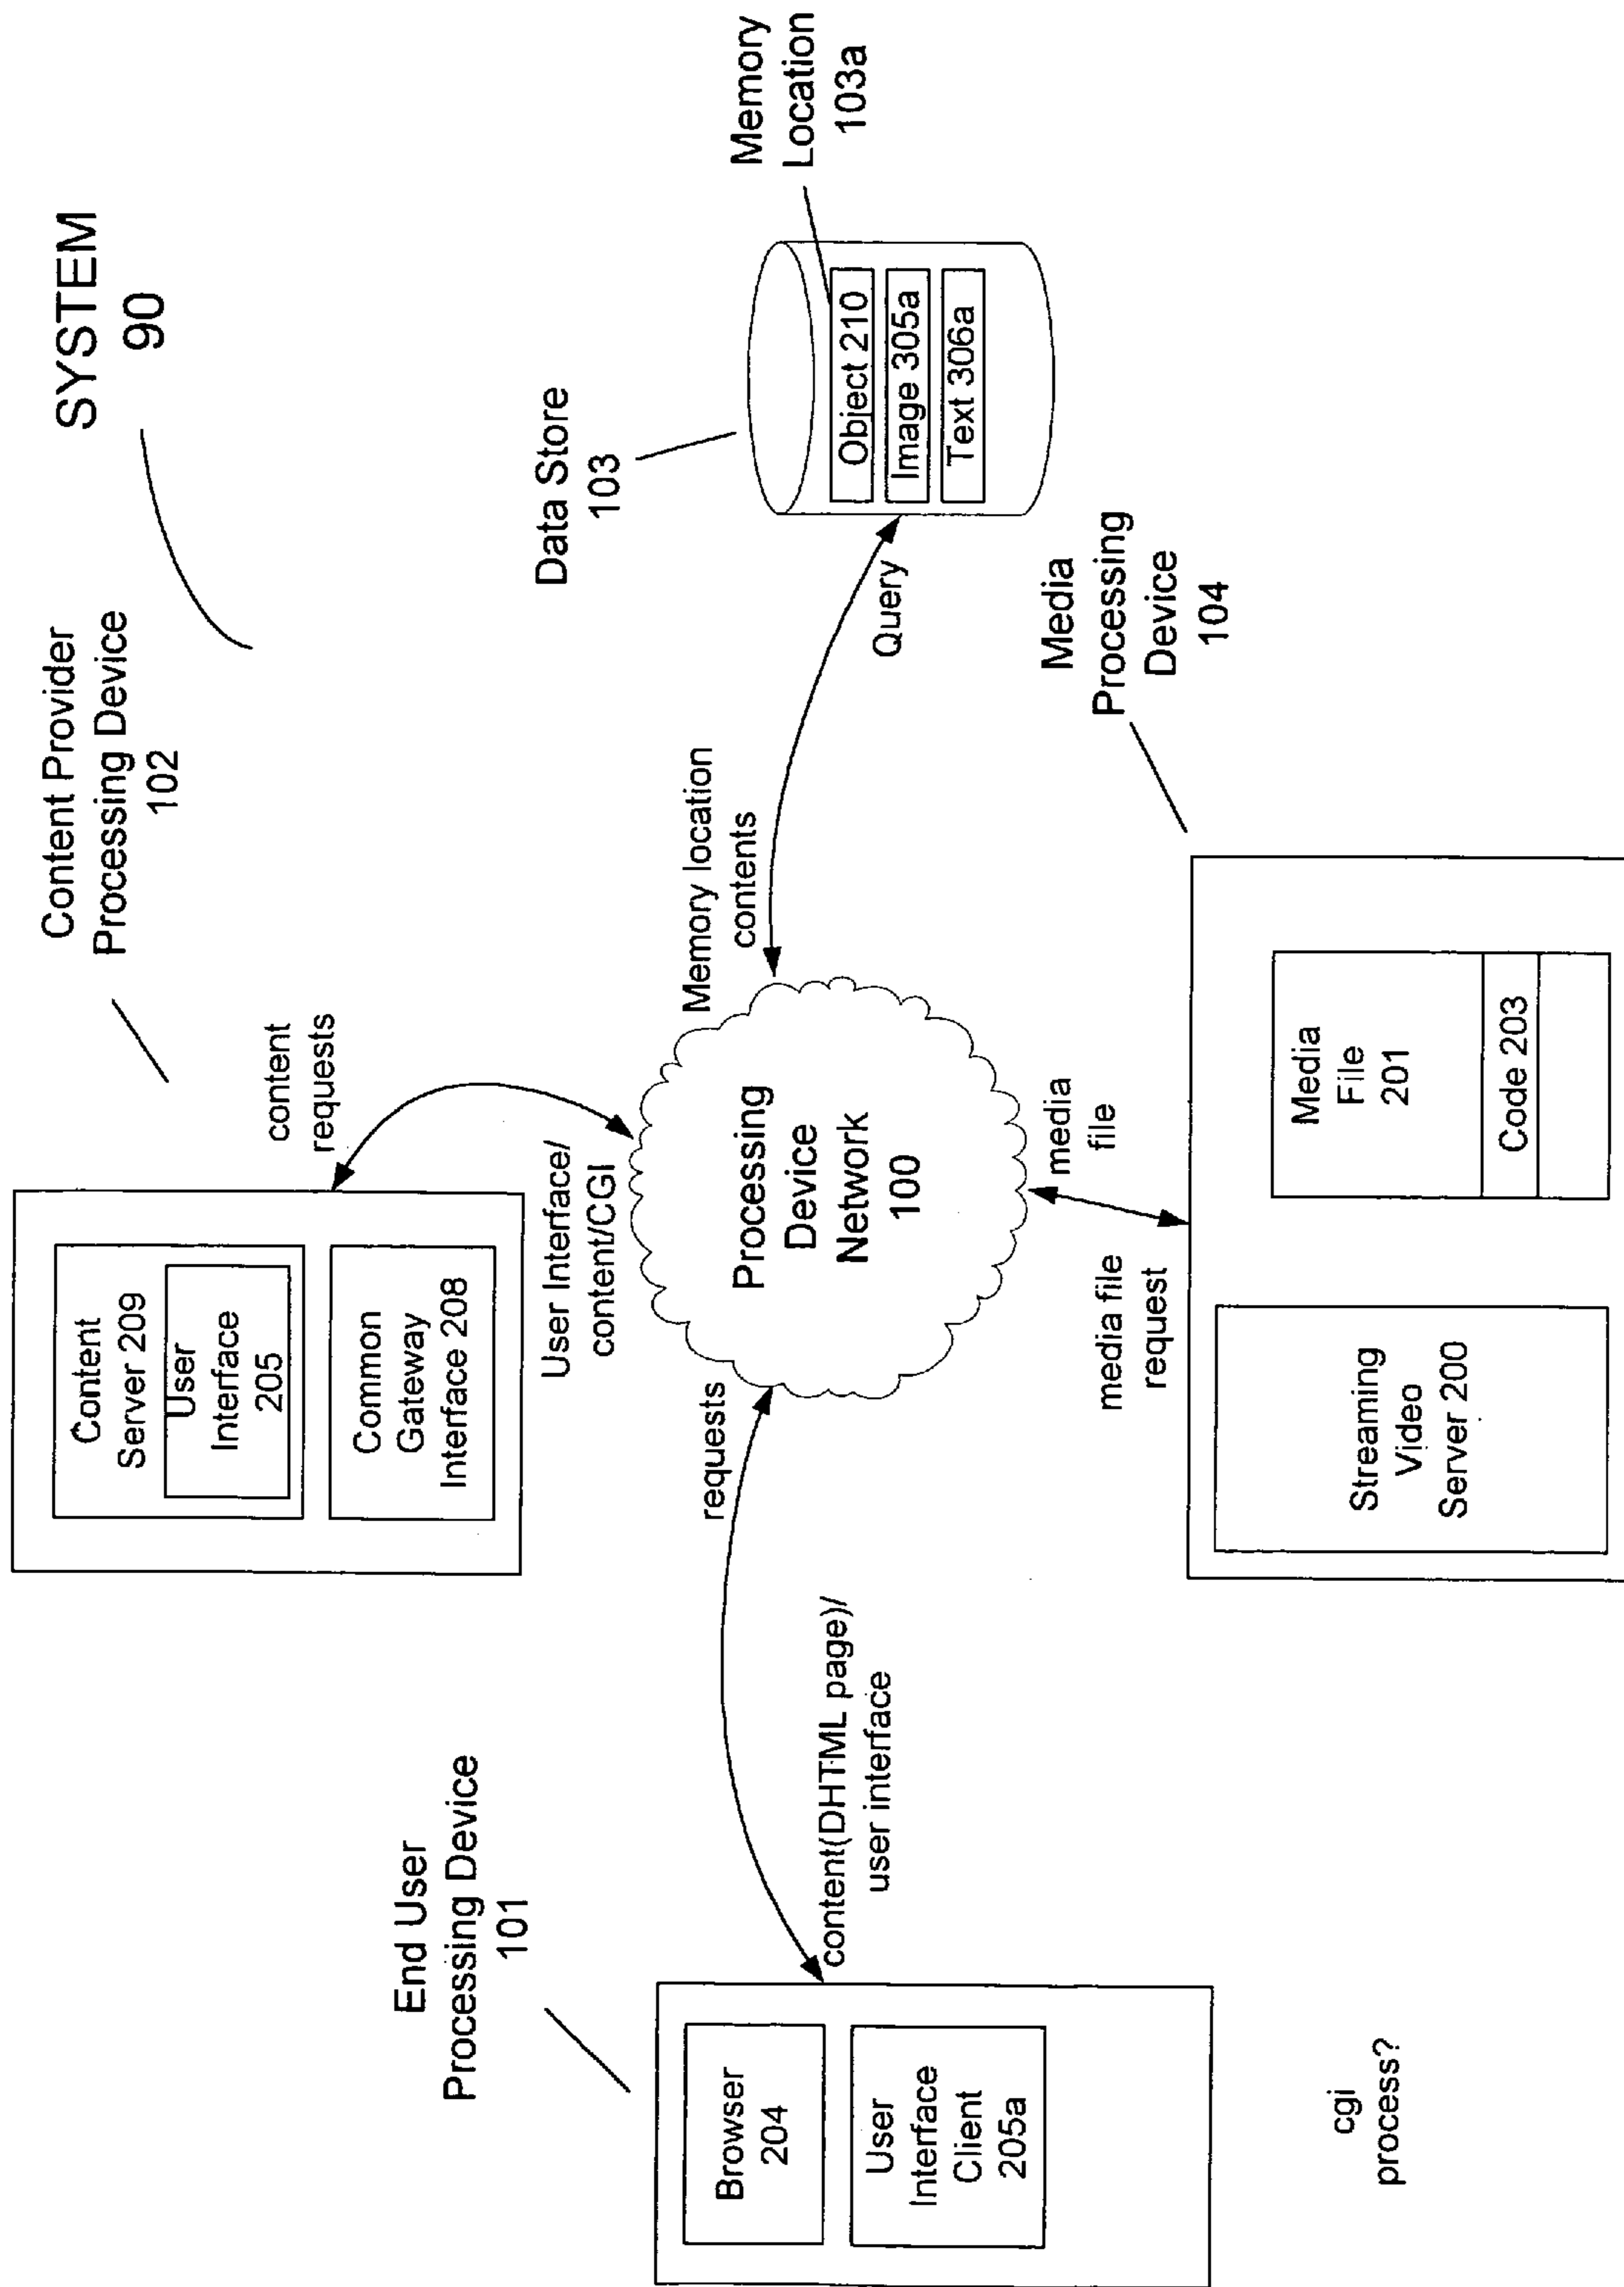 SYSTEM
90
Content Provider
Processing Device
102
content
requests
Content
Server 209
User
Interface
205
Common
Gateway
Interface 208
User Interface/
content/CGI
End User
Processing Device
101
Browser
204
User
Interface
Client
205a
requests
content(DHTML page)/
user interface
Processing
Device
Network
100
Memory location
contents
Query
Data Store
103
Memory
Location
103a
Object 210
Image 305a
Text 306a
media file
request
media
file
Media
Processing
Device
104
Streaming
Video
Server 200
Media
File
201
Code 203
cgi
process?